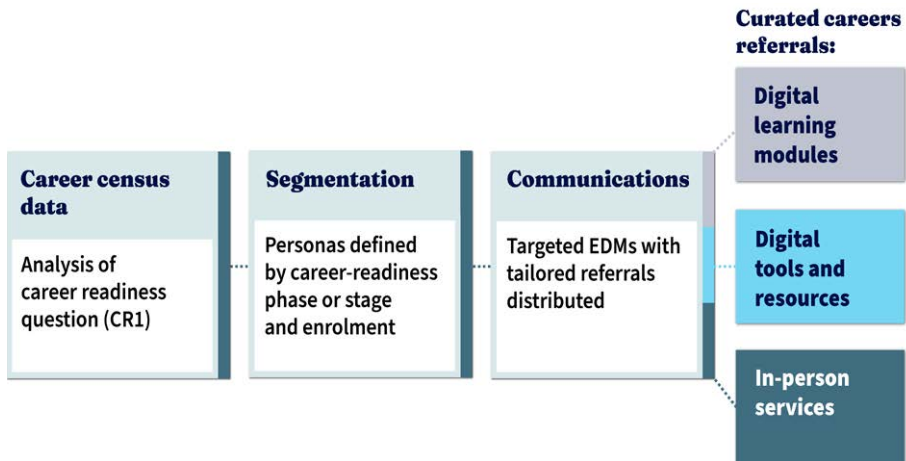 Career census
data
Analysis of
career readiness
question (CR1)
Segmentation
Personas defined
by career-readiness
phase or stage
and enrolment
Communications
Targeted EDMs with
tailored referrals
distributed
Curated careers
referrals:
Digital
learning
modules
Digital
tools and
resources
In-person
services